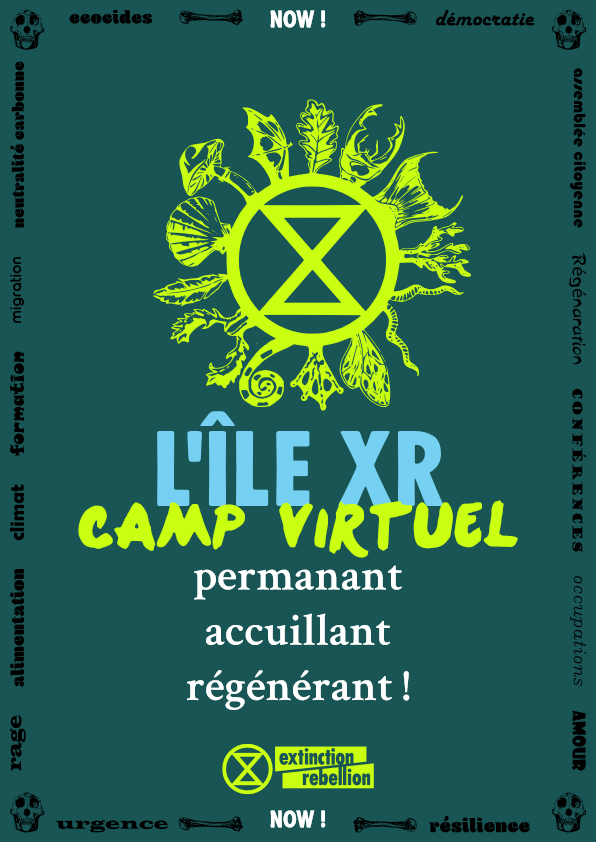 ecocides
NOW !
démocratie
neutralité carbonne
migration
formation
climat
alimentation
rage
assemblée citoyenne
Régénaration
CONFÉRENCES
occupations
AMOUR
L'ÎLE XR
CAMP VIRTUEL
permanant
accuillant
régénérant !
extinction
rebellion
urgence
NOW !
résilience